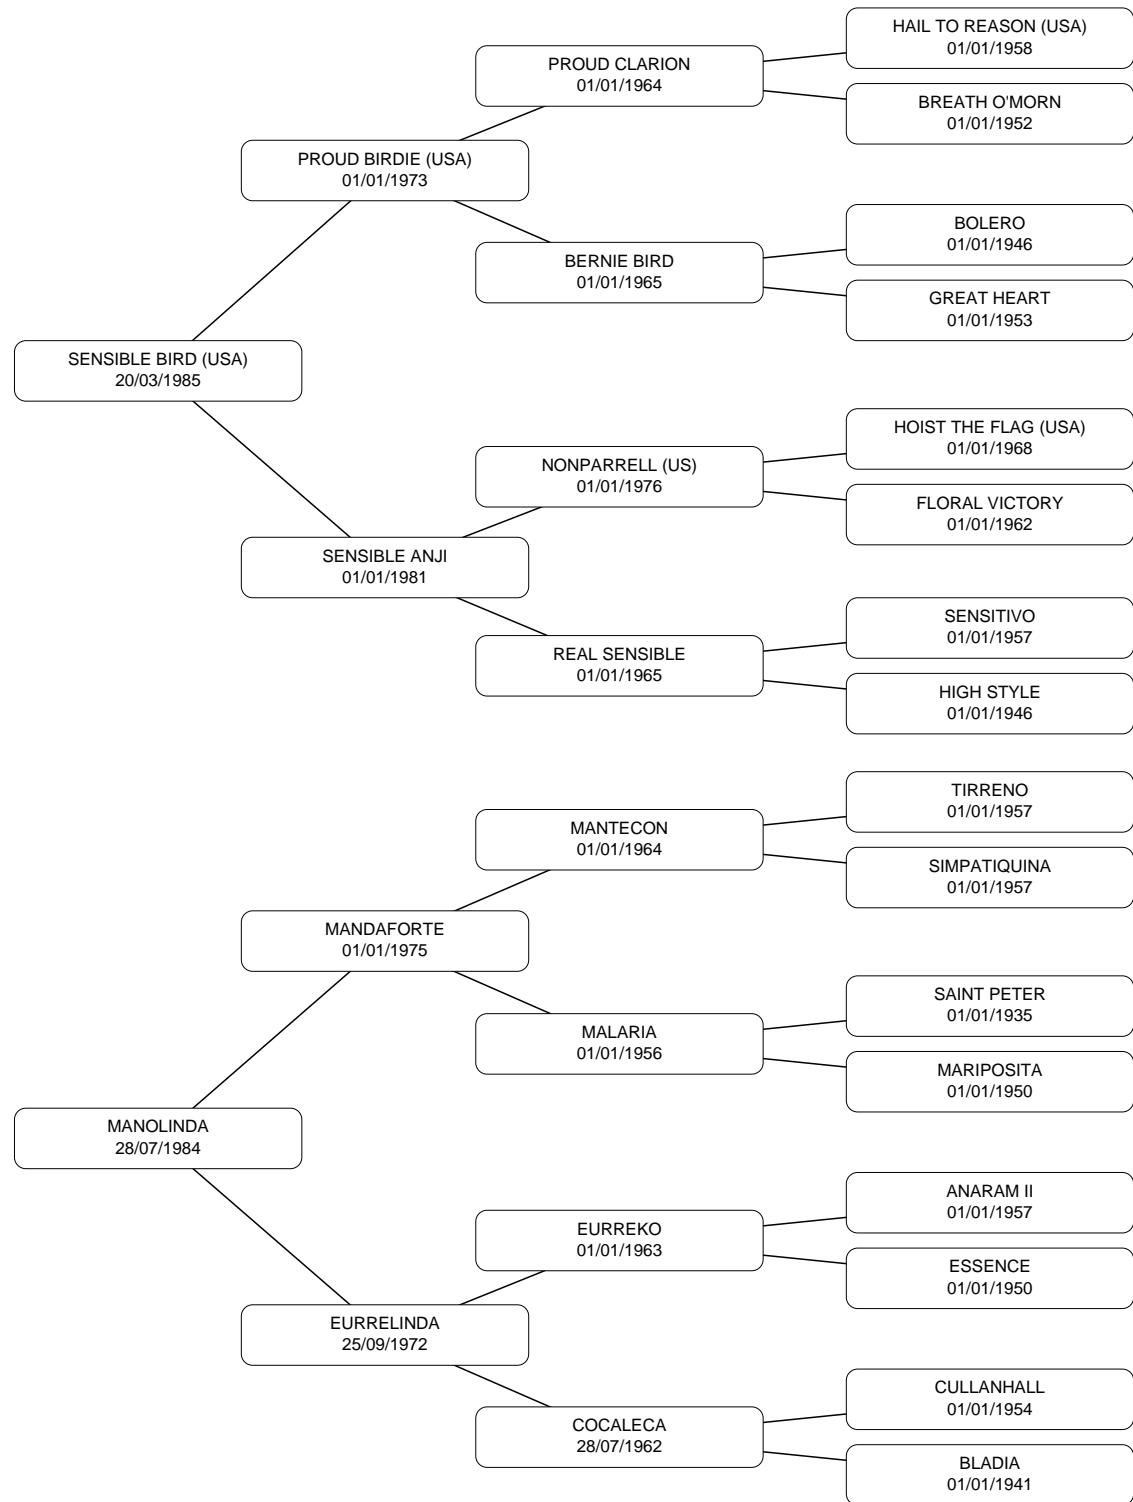 HAIL TO REASON (USA)
01/01/1958
PROUD CLARION
01/01/1964
BREATH O'MORN
01/01/1952
PROUD BIRDIE (USA)
01/01/1973
BOLERO
01/01/1946
BERNIE BIRD
01/01/1965
GREAT HEART
01/01/1953
SENSIBLE BIRD (USA)
20/03/1985
HOIST THE FLAG (USA)
01/01/1968
NONPARRELL (US)
01/01/1976
FLORAL VICTORY
01/01/1962
SENSIBLE ANJI
01/01/1981
SENSITIVO
01/01/1957
REAL SENSIBLE
01/01/1965
HIGH STYLE
01/01/1946
TIRRENO
01/01/1957
MANTECON
01/01/1964
SIMPATIQUINA
01/01/1957
MANDAFORTE
01/01/1975
SAINT PETER
01/01/1935
MALARIA
01/01/1956
MARIPOSITA
01/01/1950
MANOLINDA
28/07/1984
ANARAM II
01/01/1957
EURREKO
01/01/1963
ESSENCE
01/01/1950
EURRELINDA
25/09/1972
CULLANHALL
01/01/1954
COCALECA
28/07/1962
BLADIA
01/01/1941